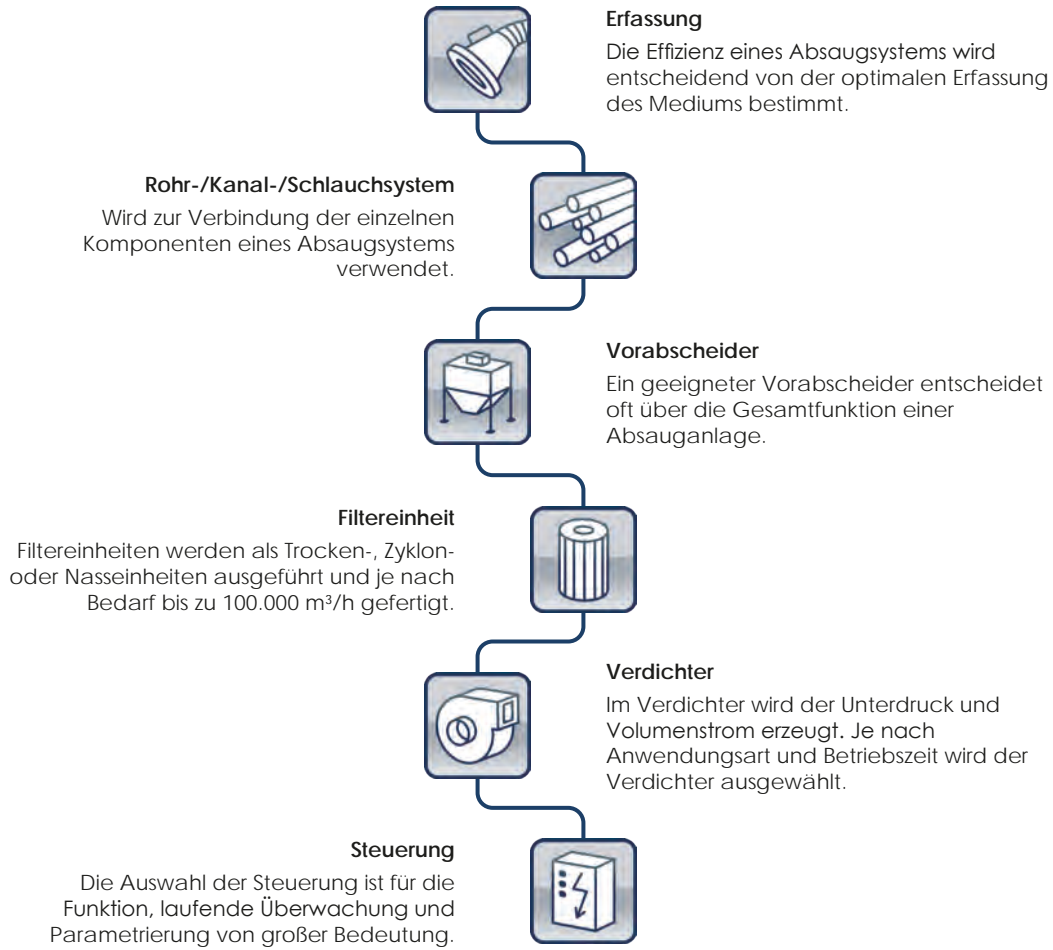 Erfassung
Die Effizienz eines Absaugsystems wird
entscheidend von der optimalen Erfassung
des Mediums bestimmt.
Rohr-/Kanal-/Schlauchsystem
Wird zur Verbindung der einzelnen
Komponenten eines Absaugsystems
verwendet.
Vorabscheider
Ein geeigneter Vorabscheider entscheidet
oft über die Gesamtfunktion einer
Absauganlage.
Filtereinheit
Filtereinheiten werden als Trocken-, Zyklon-
oder Nasseinheiten ausgeführt und je nach
Bedarf bis zu 100.000 m³/h gefertigt.
Verdichter
Im Verdichter wird der Unterdruck und
Volumenstrom erzeugt. Je nach
Anwendungsart und Betriebszeit wird der
Verdichter ausgewählt.
Steuerung
Die Auswahl der Steuerung ist für die
Funktion, laufende Überwachung und
Parametrierung von großer Bedeutung.